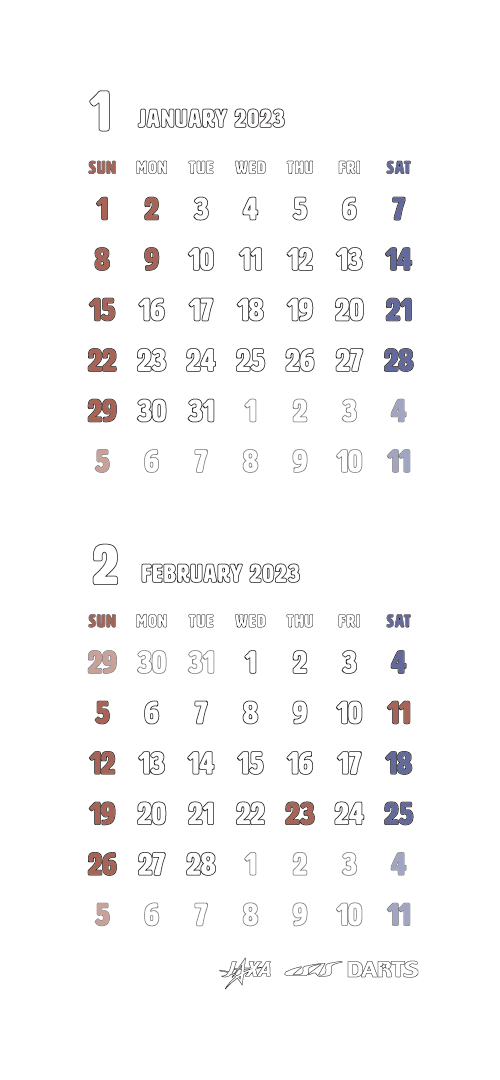 1 JANUARY 2023
SUN MON TUE WED THU FRI SAT
1 2 3 4 5 6 7
8 9 10 11 12 13 14
15 16 17 18 19 20 21
22 23 24 25 26 27 28
29 30 31 1 2 3 4
5 6 7 8 9 10 11
2 FEBRUARY 2023
SUN MON TUE WED THU FRI SAT
29 30 31 1 2 3 4
5 6 7 8 9 10 11
12 13 14 15 16 17 18
19 20 21 22 23 24 25
26 27 28 1 2 3 4
5 6 7 8 9 10 11
JAXA DARTS